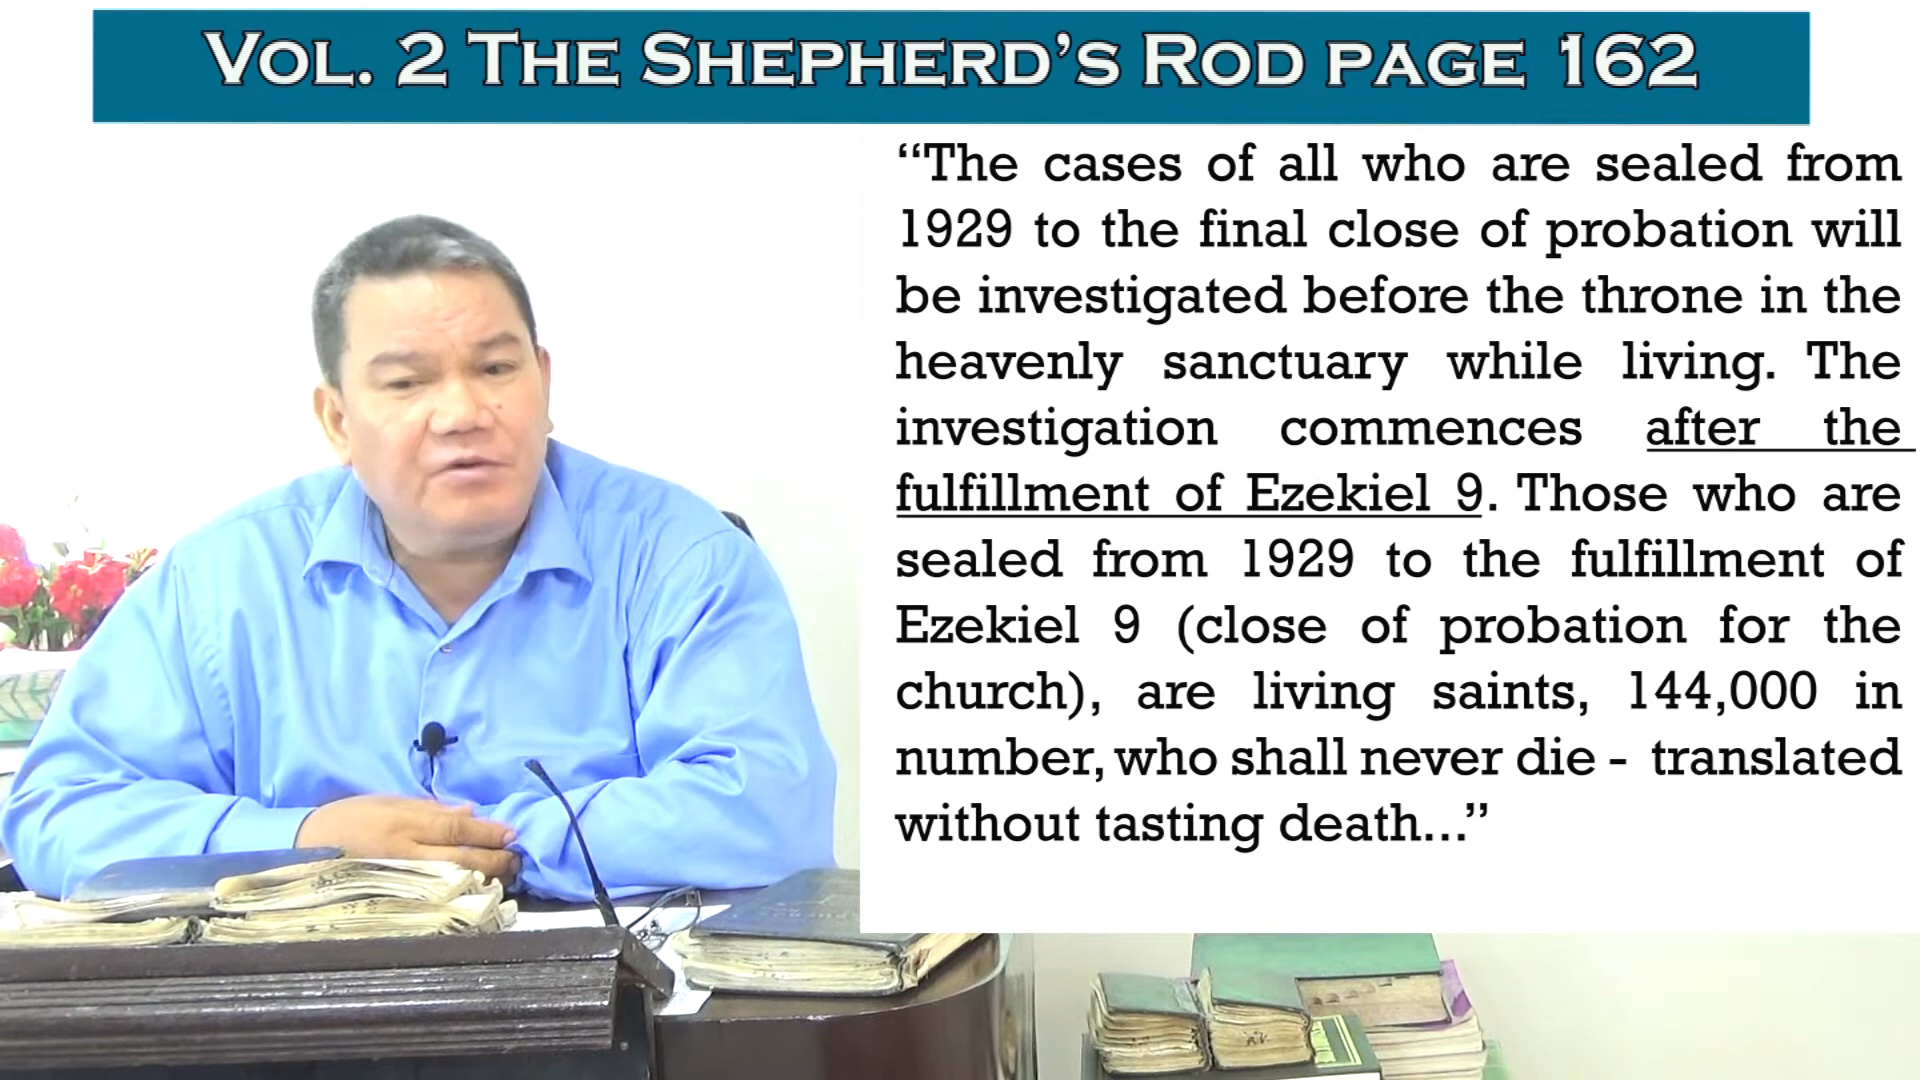 VOL. 2 THE SHEPHERD'S ROD PAGE 162
“The cases of all who are sealed from
1929 to the final close of probation will
be investigated before the throne in the
heavenly sanctuary while living. The
investigation commences after the
fulfillment of Ezekiel 9. Those who are
sealed from 1929 to the fulfillment of
Ezekiel 9 (close of probation for the
church), are living saints, 144,000 in
number, who shall never die - translated
without tasting death...”